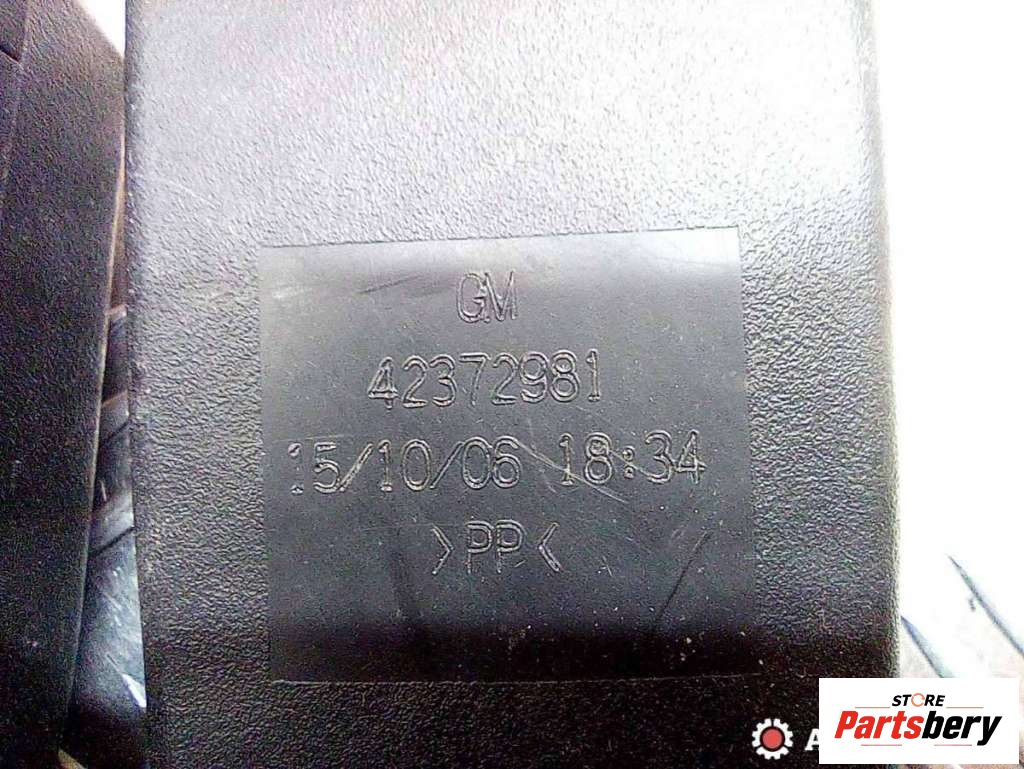 GM
42372981
15/10/06 18:34
>PP<
STORE
Partsbery